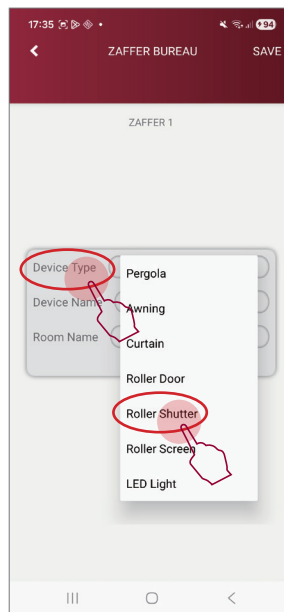 17:35 94
ZAFFER BUREAU SAVE
ZAFFER 1
Device Type
Device Name
Room Name
Pergola
Awning
Curtain
Roller Door
Roller Shutter
Roller Screen
LED Light